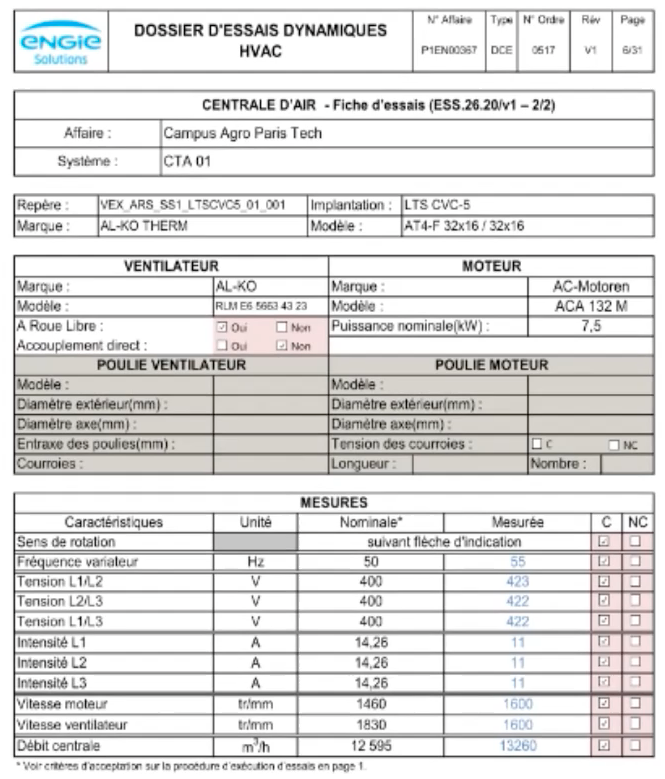 ENGIE
Solutions
DOSSIER D'ESSAIS DYNAMIQUES
HVAC
N° Affaire Type N° Ordre Rév Page
P1EN00367 DCE 0517 V1 6/31
CENTRALE D'AIR - Fiche d'essais (ESS.26.20/v1 – 2/2)
Affaire : Campus Agro Paris Tech
Système : CTA 01
Repère : VEX_ARS_SS1_LTSCVC5_01_001 Implantation : LTS CVC-5
Marque : AL-KO THERM Modèle : AT4-F 32x16 / 32x16
VENTILATEUR MOTEUR
Marque : AL-KO Marque : AC-Motoren
Modèle : RLM E6 5663 43 23 Modèle : ACA 132 M
A Roue Libre : ☑ Oui ☐ Non Puissance nominale(kW) : 7,5
Accouplement direct : ☐ Oui ☑ Non
POULIE VENTILATEUR POULIE MOTEUR
Modèle : Modèle :
Diamètre extérieur(mm) : Diamètre extérieur(mm) :
Diamètre axe(mm) : Diamètre axe(mm) :
Entraxe des poulies(mm) : Tension des courroies : ☐ C ☐ NC
Courroies : Longueur : Nombre :
MESURES
Caractéristiques Unité Nominale* Mesurée C NC
Sens de rotation suivant flèche d'indication ☑ ☐
Fréquence variateur Hz 50 55 ☑ ☐
Tension L1/L2 V 400 423 ☑ ☐
Tension L2/L3 V 400 422 ☑ ☐
Tension L1/L3 V 400 422 ☑ ☐
Intensité L1 A 14,26 11 ☑ ☐
Intensité L2 A 14,26 11 ☑ ☐
Intensité L3 A 14,26 11 ☑ ☐
Vitesse moteur tr/mm 1460 1600 ☑ ☐
Vitesse ventilateur tr/mm 1830 1600 ☑ ☐
Débit centrale m³/h 12 595 13260 ☑ ☐
* Voir critères d'acceptation sur la procédure d'exécution d'essais en page 1.